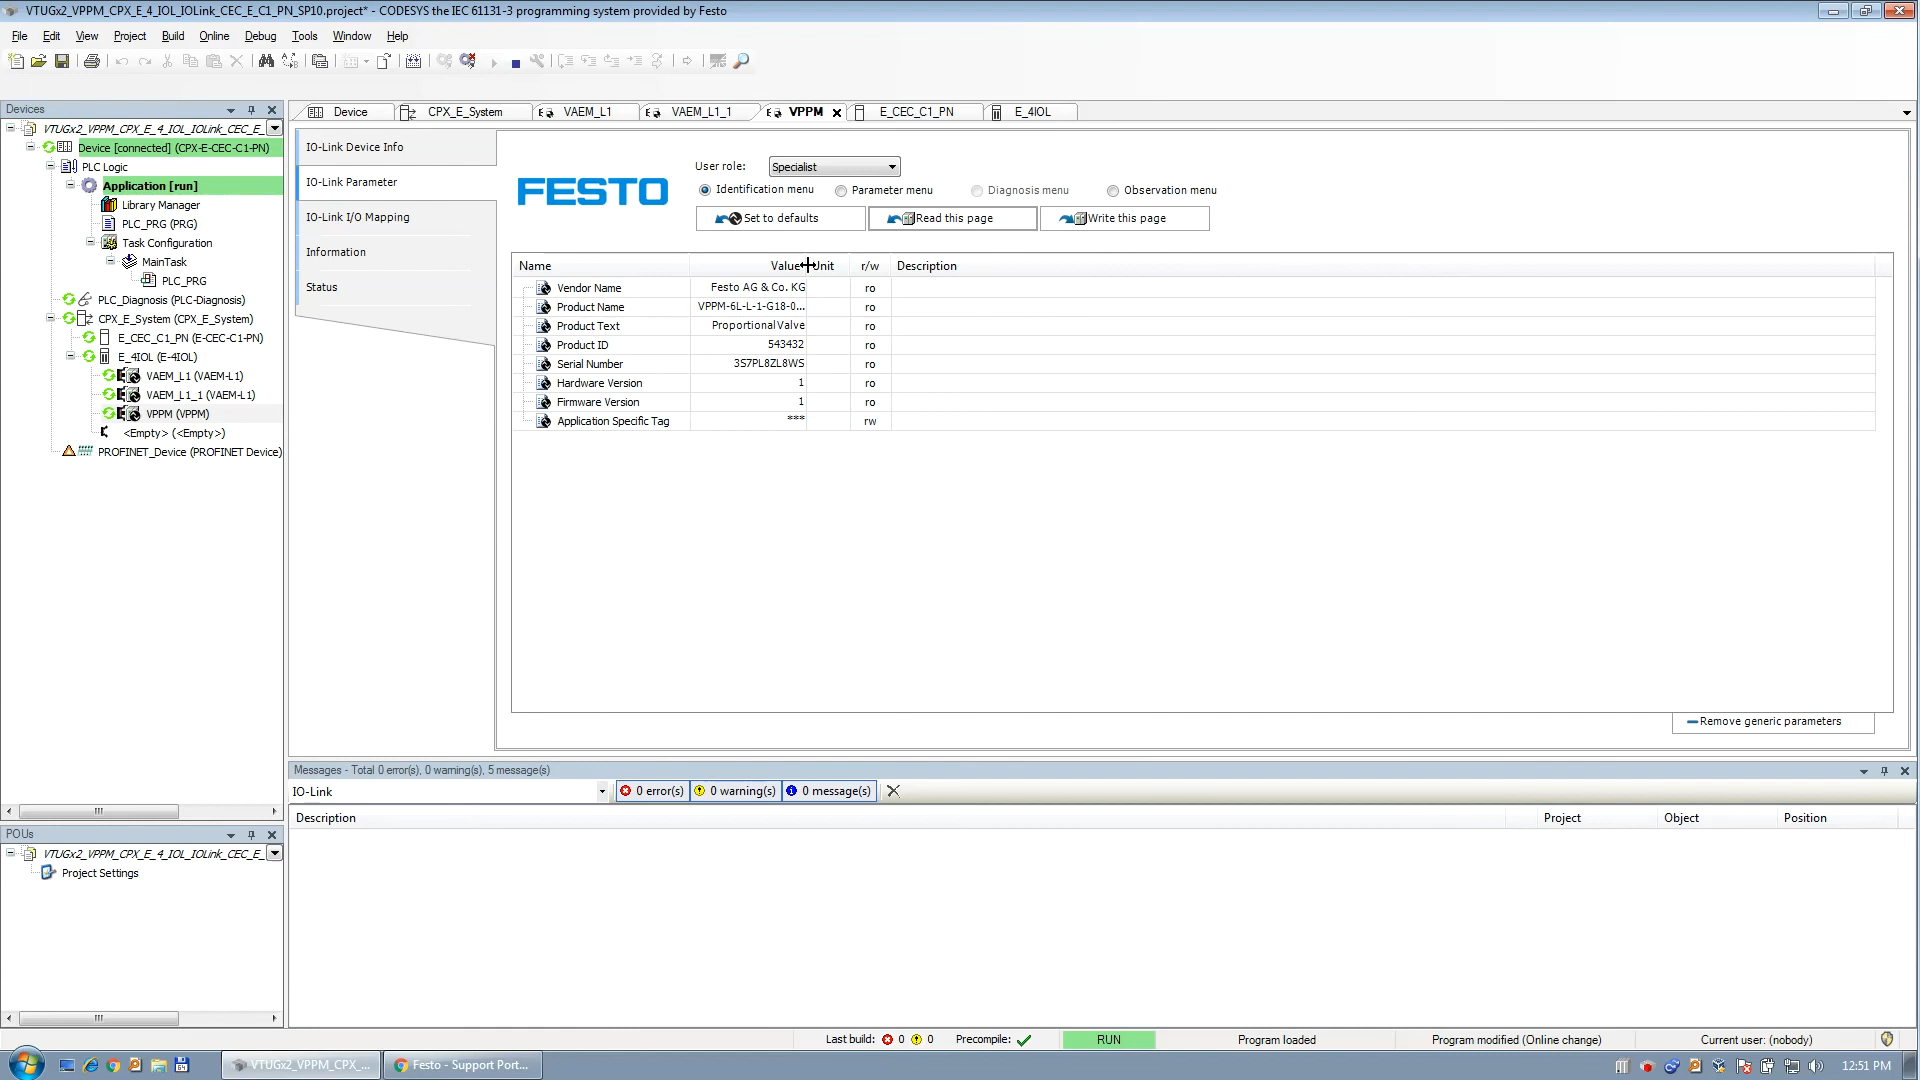 VTUGx2_VPPM_CPX_E_4_IOL_IOLink_CEC_E_C1_PN_SP10.project* - CODESYS the IEC 61131-3 programming system provided by Festo
File Edit View Project Build Online Debug Tools Window Help
Devices
VTUGx2_VPPM_CPX_E_4_IOL_IOLink_CEC_E_
Device [connected] (CPX-E-CEC-C1-PN)
PLC Logic
Application [run]
Library Manager
PLC_PRG (PRG)
Task Configuration
MainTask
PLC_PRG
PLC_Diagnosis (PLC-Diagnosis)
CPX_E_System (CPX_E_System)
E_CEC_C1_PN (E-CEC-C1-PN)
E_4IOL (E-4IOL)
VAEM_L1 (VAEM-L1)
VAEM_L1_1 (VAEM-L1)
VPPM (VPPM)
<Empty> (<Empty>)
PROFINET_Device (PROFINET Device)
POUs
VTUGx2_VPPM_CPX_E_4_IOL_IOLink_CEC_E_
Project Settings
Device CPX_E_System VAEM_L1 VAEM_L1_1 VPPM E_CEC_C1_PN E_4IOL
IO-Link Device Info
IO-Link Parameter
IO-Link I/O Mapping
Information
Status
FESTO
User role: Specialist
Identification menu Parameter menu Diagnosis menu Observation menu
Set to defaults Read this page Write this page
Name Value Unit r/w Description
Vendor Name Festo AG & Co. KG ro
Product Name VPPM-6L-L-1-G18-0... ro
Product Text ProportionalValve ro
Product ID 543432 ro
Serial Number 3S7PL8ZL8WS ro
Hardware Version 1 ro
Firmware Version 1 ro
Application Specific Tag *** rw
Remove generic parameters
Messages - Total 0 error(s), 0 warning(s), 5 message(s)
IO-Link 0 error(s) 0 warning(s) 0 message(s)
Description Project Object Position
Last build: 0 0 Precompile: RUN Program loaded Program modified (Online change) Current user: (nobody)
VTUGx2_VPPM_CPX_... Festo - Support Port... 12:51 PM